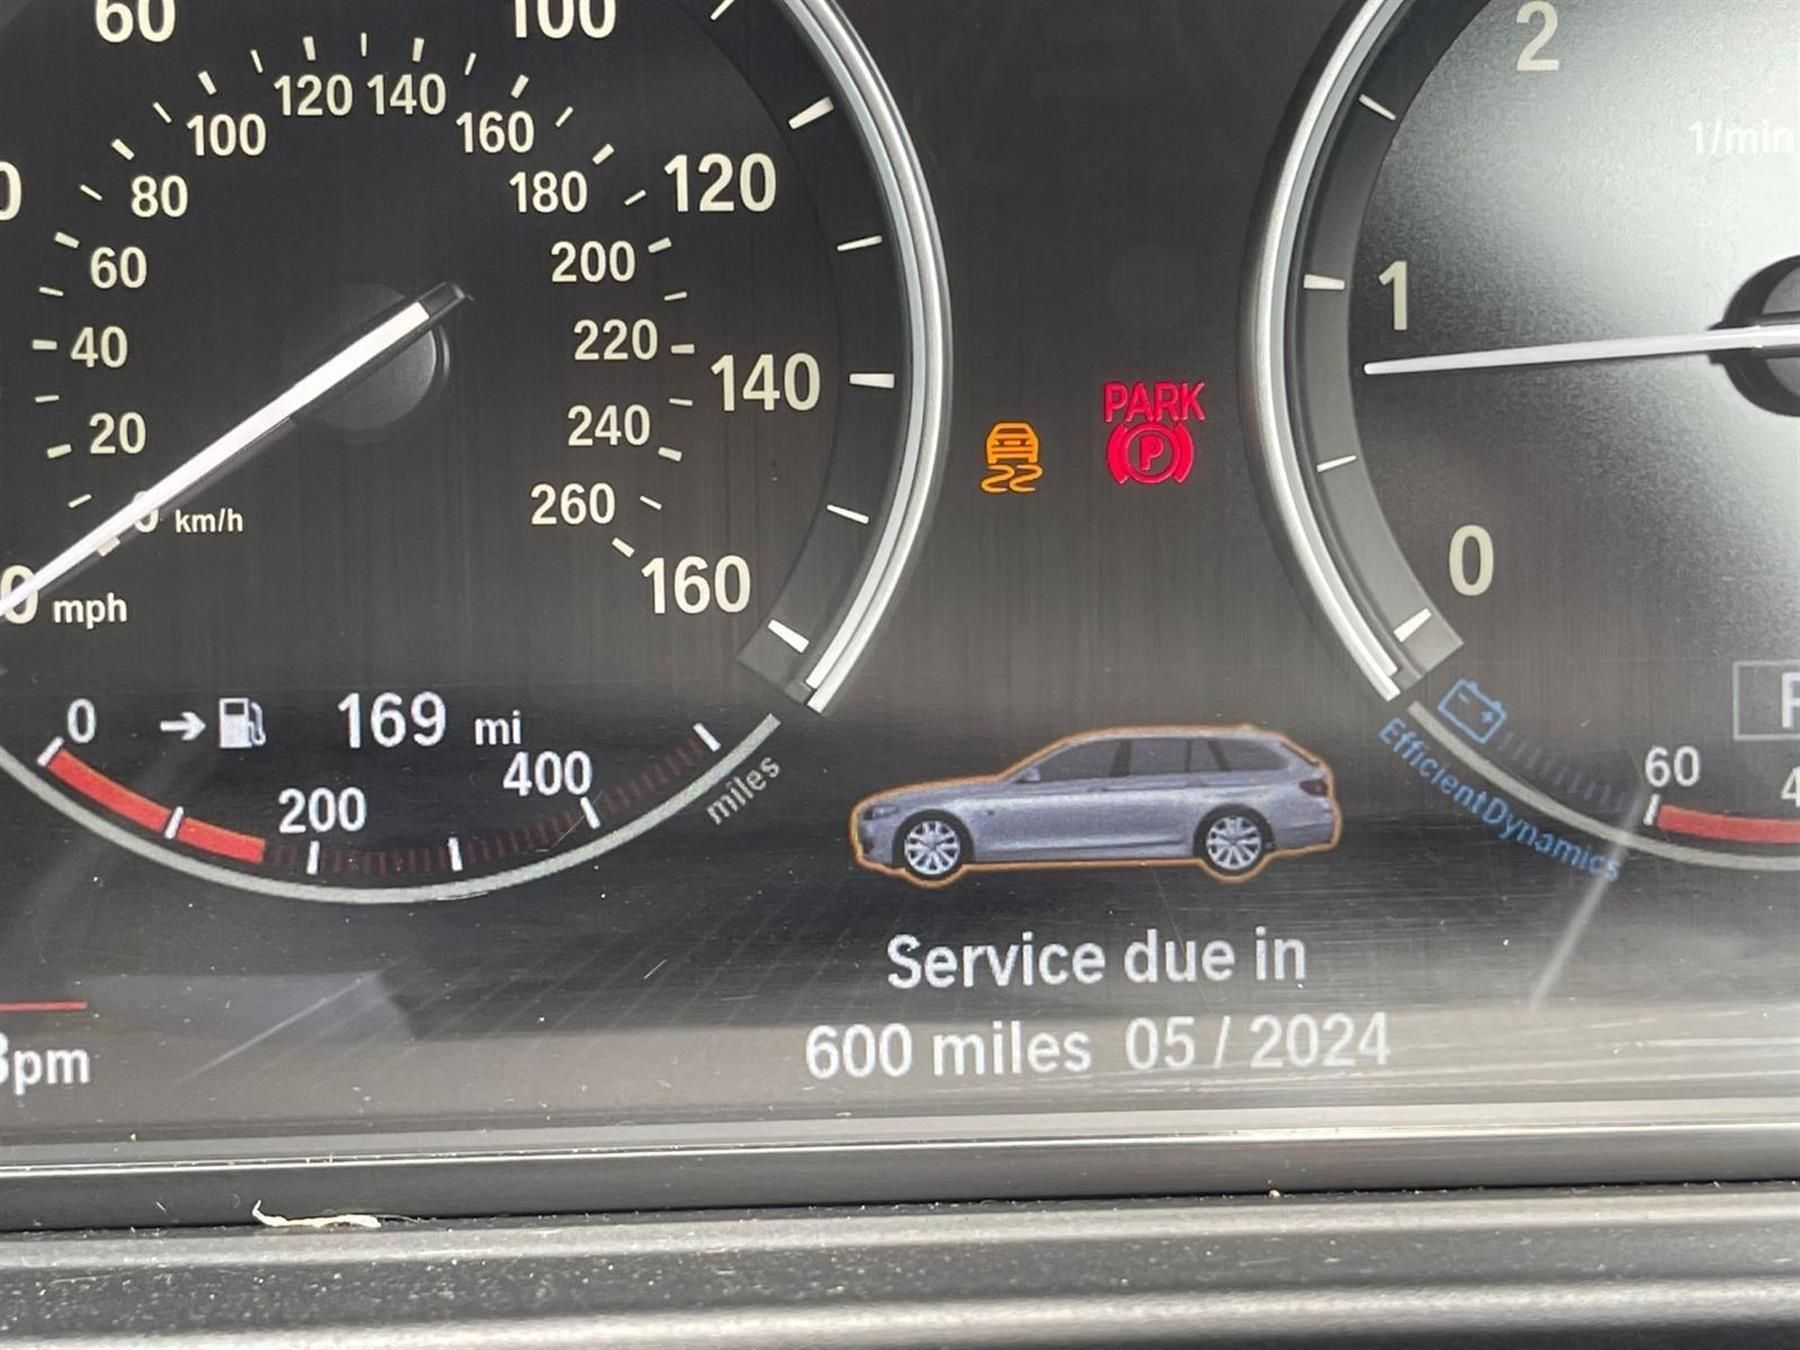 60
100
120
140
160
mph
0
20
40
60
80
100
120 140
160
180
200
220
240
260
km/h
0 → 169 mi
200
400
miles
PARK
P
2
1/min
1
0
EfficientDynamics
60
Service due in
600 miles 05 / 2024
pm